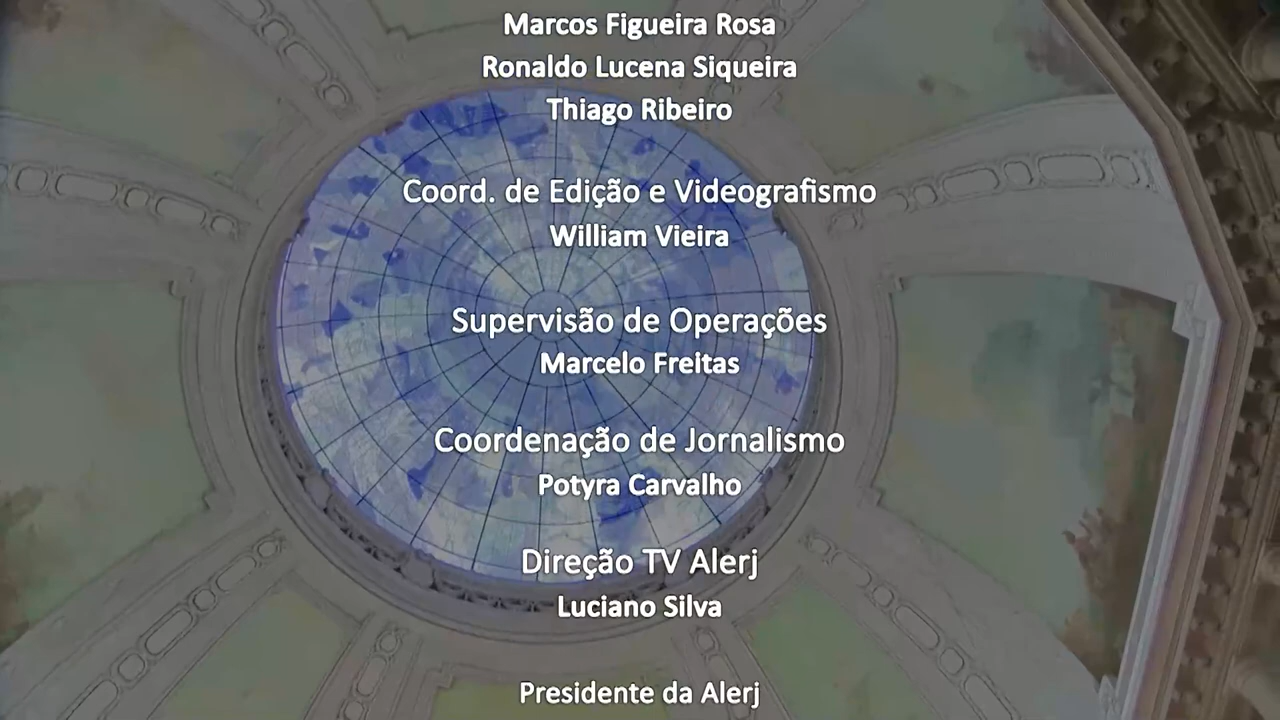 Marcos Figueira Rosa
Ronaldo Lucena Siqueira
Thiago Ribeiro
Coord. de Edição e Videografismo
William Vieira
Supervisão de Operações
Marcelo Freitas
Coordenação de Jornalismo
Potyra Carvalho
Direção TV Alerj
Luciano Silva
Presidente da Alerj